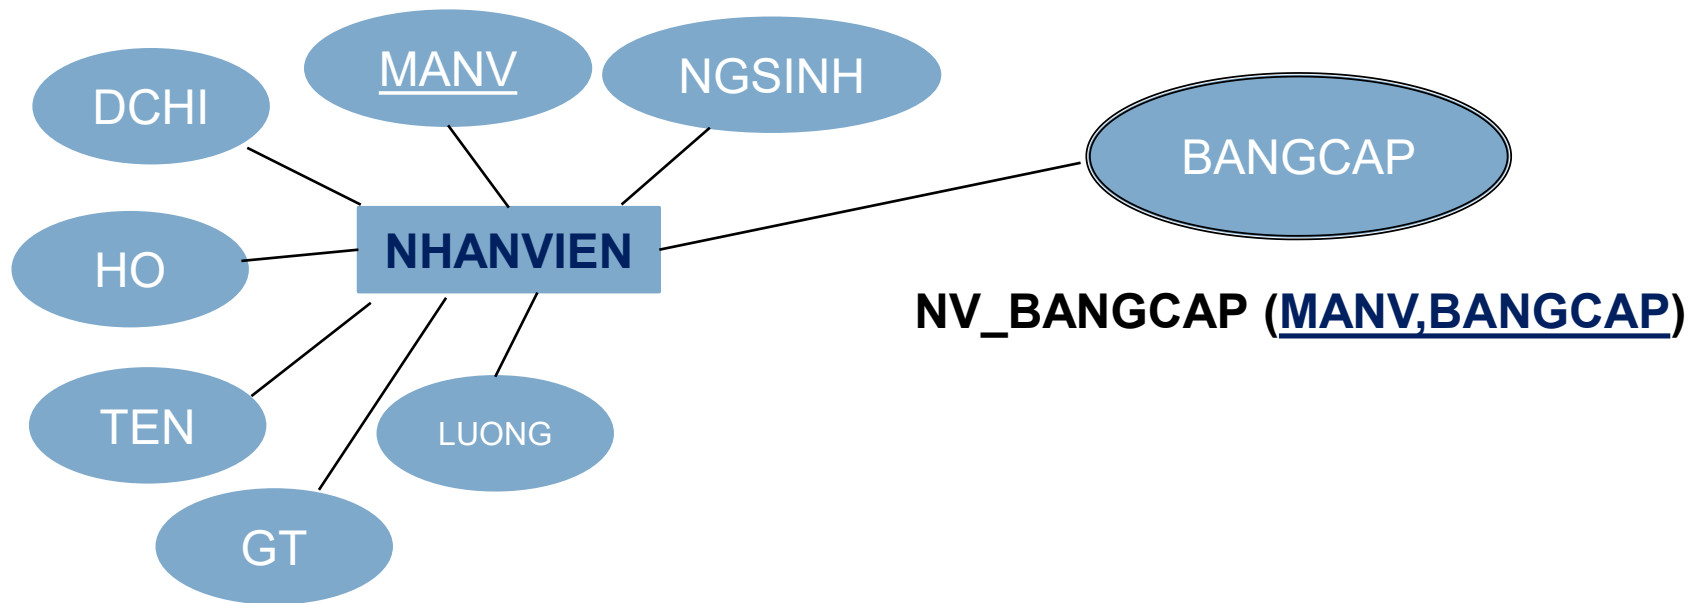 MANV
NGSINH
DCHI
BANGCAP
NHANVIEN
HO
NV_BANGCAP (MANV,BANGCAP)
TEN
LUONG
GT